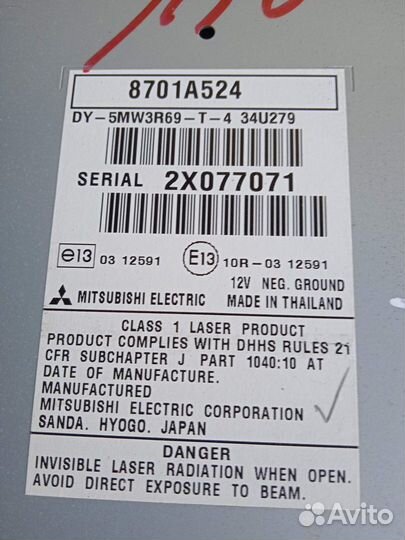 8701A524
DY-5MW3R69-T-4 34U279
SERIAL 2X077071
e13 03 12591 E13 10R-03 12591
12V NEG. GROUND
MITSUBISHI ELECTRIC MADE IN THAILAND
CLASS 1 LASER PRODUCT
PRODUCT COMPLIES WITH DHHS RULES 21
CFR SUBCHAPTER J PART 1040:10 AT
DATE OF MANUFACTURE.
MANUFACTURED
MITSUBISHI ELECTRIC CORPORATION
SANDA. HYOGO. JAPAN
DANGER
INVISIBLE LASER RADIATION WHEN OPEN.
AVOID DIRECT EXPOSURE TO BEAM.
Avito